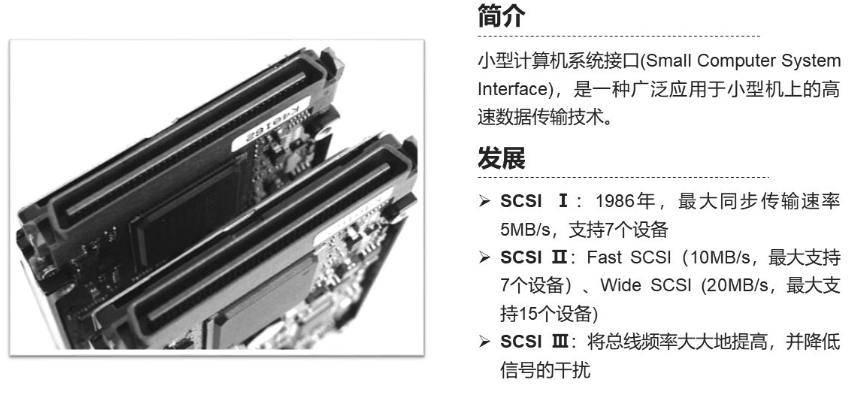 简介
小型计算机系统接口(Small Computer System
Interface)，是一种广泛应用于小型机上的高
速数据传输技术。
发展
➢ SCSI Ⅰ：1986年，最大同步传输速率
5MB/s，支持7个设备
➢ SCSI Ⅱ：Fast SCSI（10MB/s，最大支持
7个设备）、Wide SCSI (20MB/s，最大支
持15个设备)
➢ SCSI Ⅲ：将总线频率大大地提高，并降低
信号的干扰
K40162